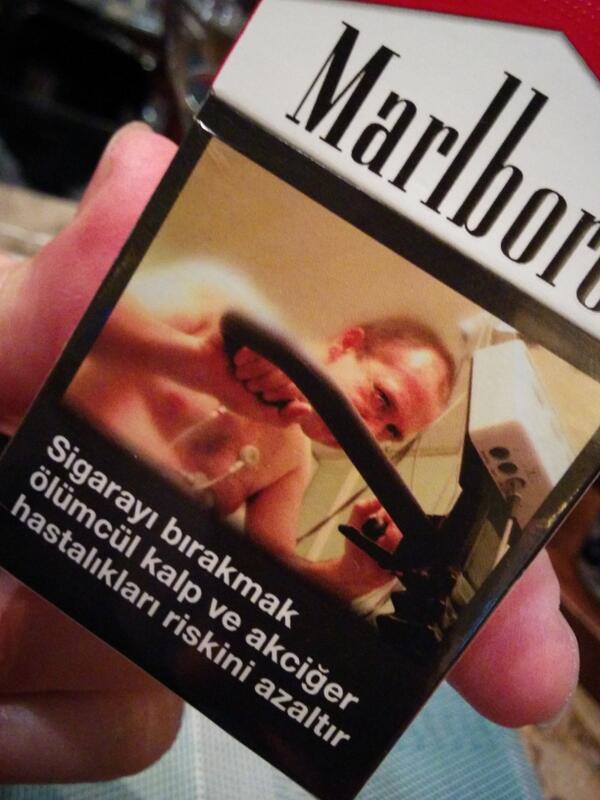 Marlboro
Sigarayı bırakmak
ölümcül kalp ve akciğer
hastalıkları riskini azaltır